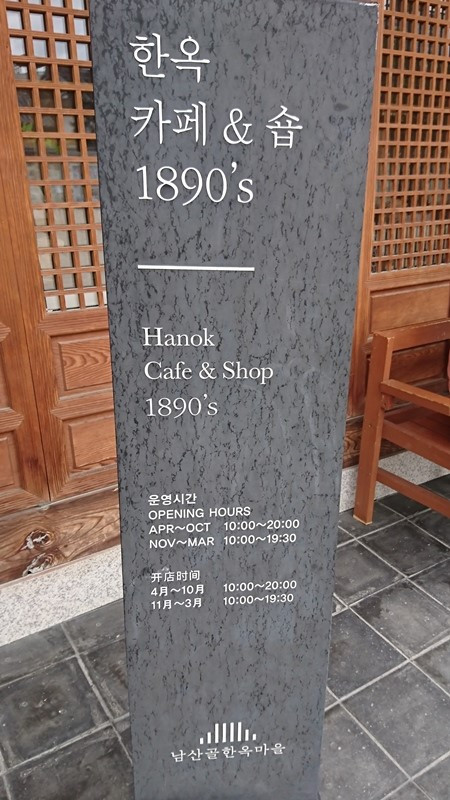 한옥
카페 & 숍
1890's
Hanok
Cafe & Shop
1890's
운영시간
OPENING HOURS
APR～OCT 10:00～20:00
NOV～MAR 10:00～19:30
开店时间
4月～10月 10:00～20:00
11月～3月 10:00～19:30
남산골한옥마을